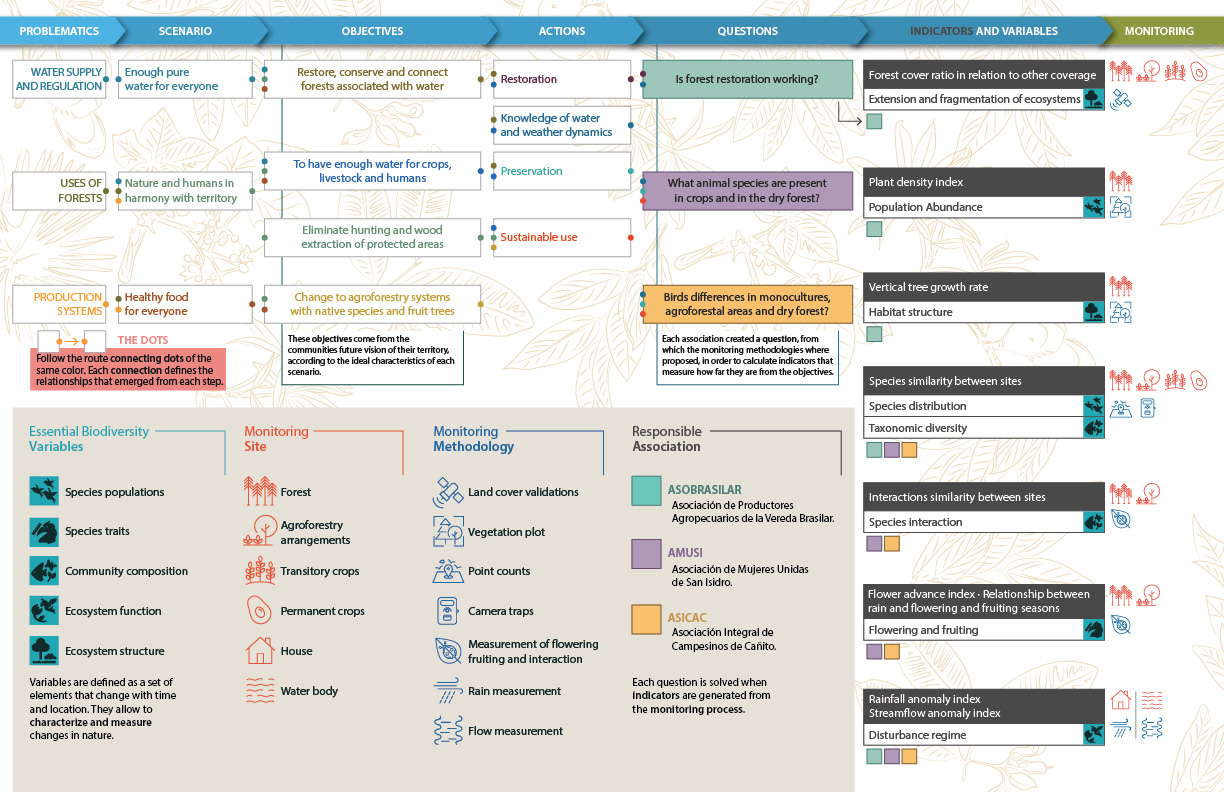 PROBLEMATICS
SCENARIO
OBJECTIVES
ACTIONS
QUESTIONS
INDICATORS AND VARIABLES
MONITORING
WATER SUPPLY
AND REGULATION
Enough pure
water for everyone
Restore, conserve and connect
forests associated with water
Restoration
Is forest restoration working?
Knowledge of water
and weather dynamics
To have enough water for crops,
livestock and humans
Preservation
USES OF
FORESTS
Nature and humans in
harmony with territory
What animal species are present
in crops and in the dry forest?
Eliminate hunting and wood
extraction of protected areas
Sustainable use
PRODUCTION
SYSTEMS
Healthy food
for everyone
Change to agroforestry systems
with native species and fruit trees
Birds differences in monocultures,
agroforestal areas and dry forest?
THE DOTS
Follow the route connecting dots of the
same color. Each connection defines the
relationships that emerged from each step.
These objectives come from the
communities future vision of their territory,
according to the ideal characteristics of each
scenario.
Each association created a question, from
which the monitoring methodologies where
proposed, in order to calculate indicators that
measure how far they are from the objectives.
Forest cover ratio in relation to other coverage
Extension and fragmentation of ecosystems
Plant density index
Population Abundance
Vertical tree growth rate
Habitat structure
Species similarity between sites
Species distribution
Taxonomic diversity
Interactions similarity between sites
Species interaction
Flower advance index · Relationship between
rain and flowering and fruiting seasons
Flowering and fruiting
Rainfall anomaly index
Streamflow anomaly index
Disturbance regime
Essential Biodiversity
Variables
Species populations
Species traits
Community composition
Ecosystem function
Ecosystem structure
Variables are defined as a set of
elements that change with time
and location. They allow to
characterize and measure
changes in nature.
Monitoring
Site
Forest
Agroforestry
arrangements
Transitory crops
Permanent crops
House
Water body
Monitoring
Methodology
Land cover validations
Vegetation plot
Point counts
Camera traps
Measurement of flowering
fruiting and interaction
Rain measurement
Flow measurement
Responsible
Association
ASOBRASILAR
Asociación de Productores
Agropecuarios de la Vereda Brasilar.
AMUSI
Asociación de Mujeres Unidas
de San Isidro.
ASICAC
Asociación Integral de
Campesinos de Cañito.
Each question is solved when
indicators are generated from
the monitoring process.